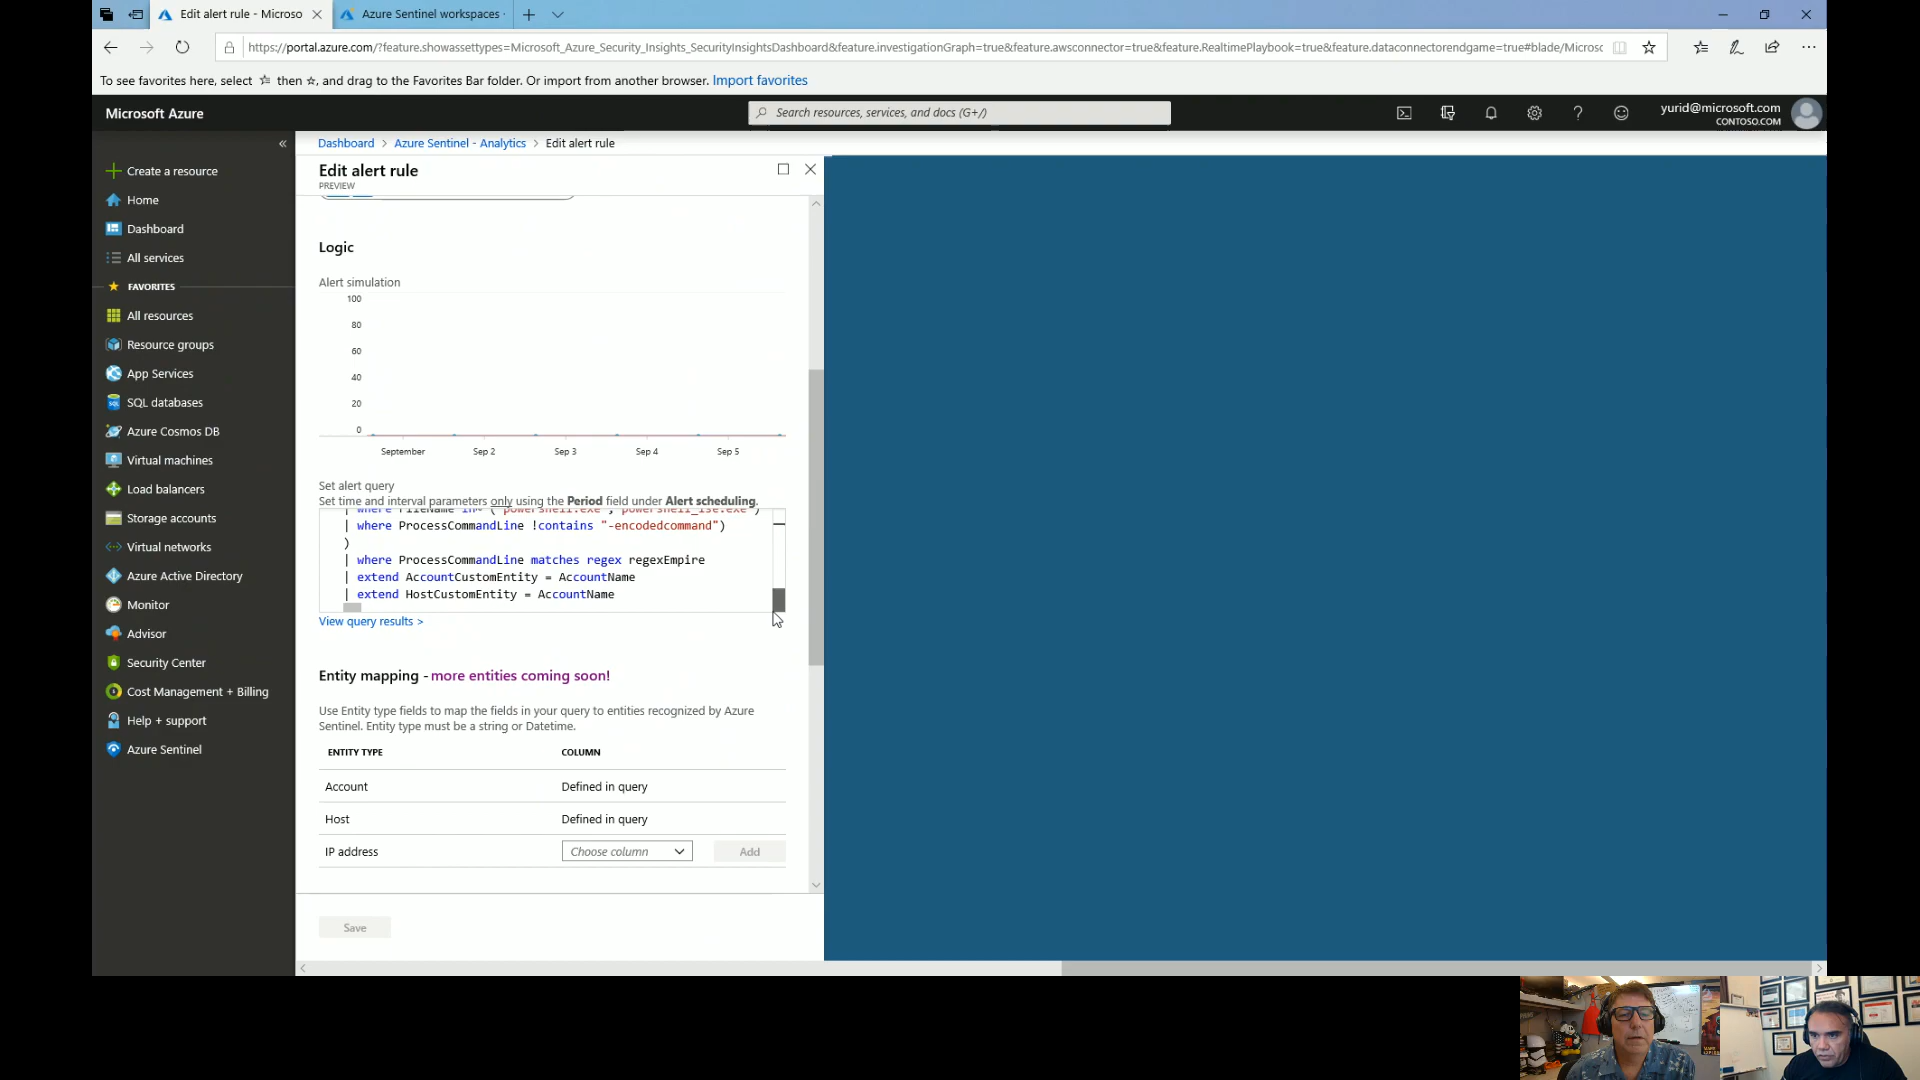 Edit alert rule - Microso
Azure Sentinel workspaces
https://portal.azure.com/?feature.showassettypes=Microsoft_Azure_Security_Insights_SecurityInsightsDashboard&feature.investigationGraph=true&feature.awsconnector=true&feature.RealtimePlaybook=true&feature.dataconnectorendgame=true#blade/Microsc
To see favorites here, select ☆ then ☆, and drag to the Favorites Bar folder. Or import from another browser. Import favorites
Microsoft Azure
Search resources, services, and docs (G+/)
yurid@microsoft.com
CONTOSO.COM
Create a resource
Home
Dashboard
All services
FAVORITES
All resources
Resource groups
App Services
SQL databases
Azure Cosmos DB
Virtual machines
Load balancers
Storage accounts
Virtual networks
Azure Active Directory
Monitor
Advisor
Security Center
Cost Management + Billing
Help + support
Azure Sentinel
Dashboard > Azure Sentinel - Analytics > Edit alert rule
Edit alert rule
PREVIEW
Logic
Alert simulation
100
80
60
40
20
0
September Sep 2 Sep 3 Sep 4 Sep 5
Set alert query
Set time and interval parameters only using the Period field under Alert scheduling.
| where FileName in~ ("powershell.exe","powershell_ise.exe")
| where ProcessCommandLine !contains "-encodedcommand")
)
| where ProcessCommandLine matches regex regexEmpire
| extend AccountCustomEntity = AccountName
| extend HostCustomEntity = AccountName
View query results >
Entity mapping - more entities coming soon!
Use Entity type fields to map the fields in your query to entities recognized by Azure
Sentinel. Entity type must be a string or Datetime.
ENTITY TYPE COLUMN
Account Defined in query
Host Defined in query
IP address Choose column Add
Save